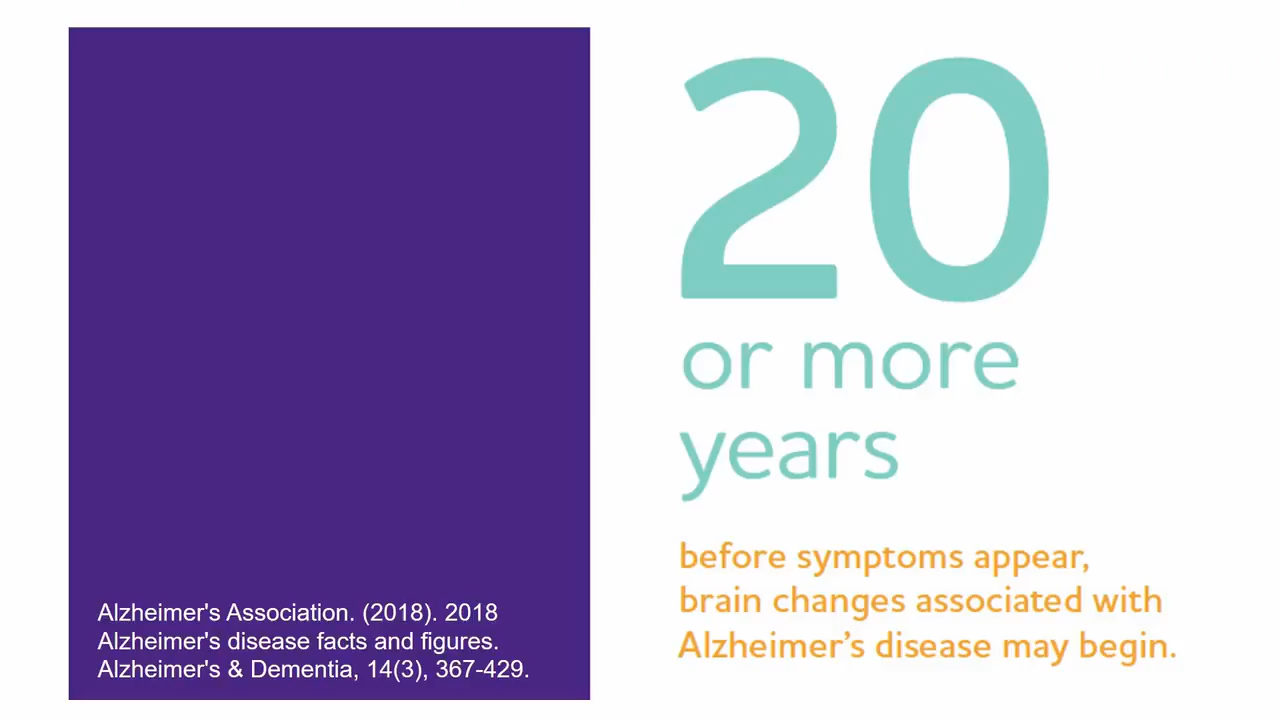 20
or more
years
before symptoms appear,
brain changes associated with
Alzheimer’s disease may begin.
Alzheimer's Association. (2018). 2018
Alzheimer's disease facts and figures.
Alzheimer's & Dementia, 14(3), 367-429.